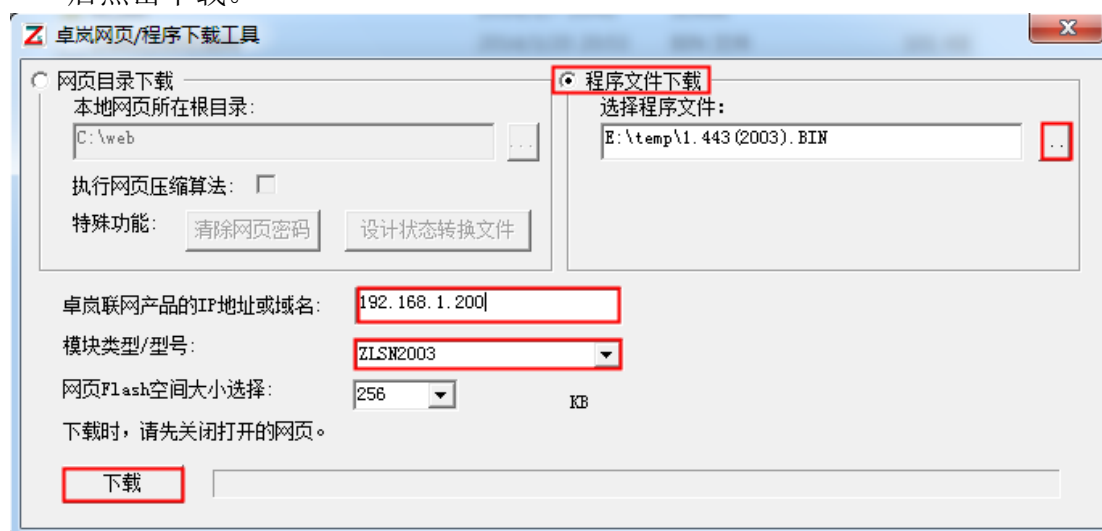 后点击下载。
Z 卓岚网页/程序下载工具
网页目录下载
本地网页所在根目录:
C:\web
...
执行网页压缩算法:
特殊功能:
清除网页密码
设计状态转换文件
程序文件下载
选择程序文件:
E:\temp\1.443(2003).BIN
..
卓岚联网产品的IP地址或域名:
192.168.1.200
模块类型/型号:
ZLSN2003
网页Flash空间大小选择:
256
KB
下载时，请先关闭打开的网页。
下载